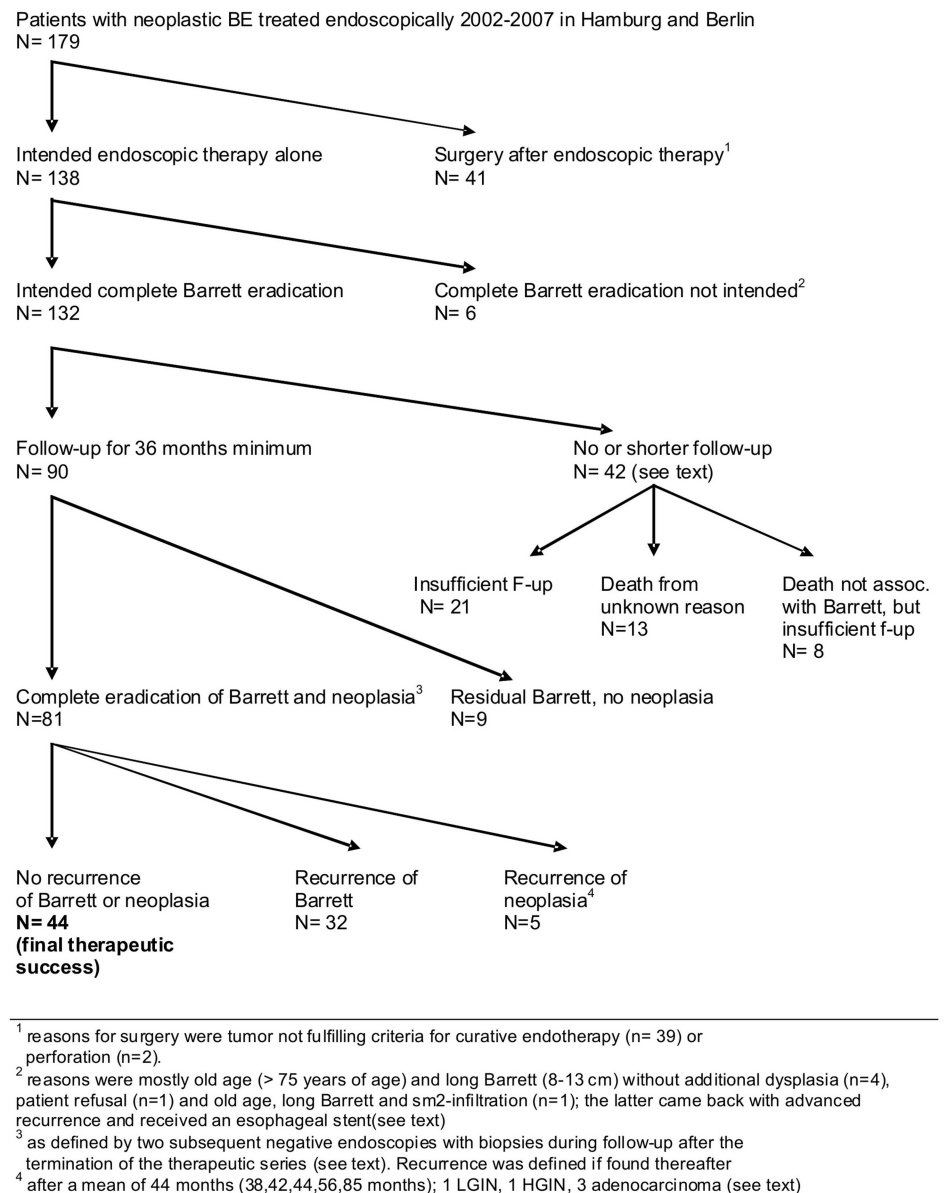 Patients with neoplastic BE treated endoscopically 2002-2007 in Hamburg and Berlin
N= 179
Intended endoscopic therapy alone
N= 138
Surgery after endoscopic therapy1
N= 41
Intended complete Barrett eradication
N= 132
Complete Barrett eradication not intended2
N= 6
Follow-up for 36 months minimum
N= 90
No or shorter follow-up
N= 42 (see text)
Insufficient F-up
N= 21
Death from
unknown reason
N=13
Death not assoc.
with Barrett, but
insufficient f-up
N= 8
Complete eradication of Barrett and neoplasia3
N=81
Residual Barrett, no neoplasia
N=9
No recurrence
of Barrett or neoplasia
N= 44
(final therapeutic
success)
Recurrence of
Barrett
N= 32
Recurrence of
neoplasia4
N=5
1 reasons for surgery were tumor not fulfilling criteria for curative endotherapy (n= 39) or
perforation (n=2).
2 reasons were mostly old age (> 75 years of age) and long Barrett (8-13 cm) without additional dysplasia (n=4),
patient refusal (n=1) and old age, long Barrett and sm2-infiltration (n=1); the latter came back with advanced
recurrence and received an esophageal stent(see text)
3 as defined by two subsequent negative endoscopies with biopsies during follow-up after the
termination of the therapeutic series (see text). Recurrence was defined if found thereafter
4 after a mean of 44 months (38,42,44,56,85 months); 1 LGIN, 1 HGIN, 3 adenocarcinoma (see text)